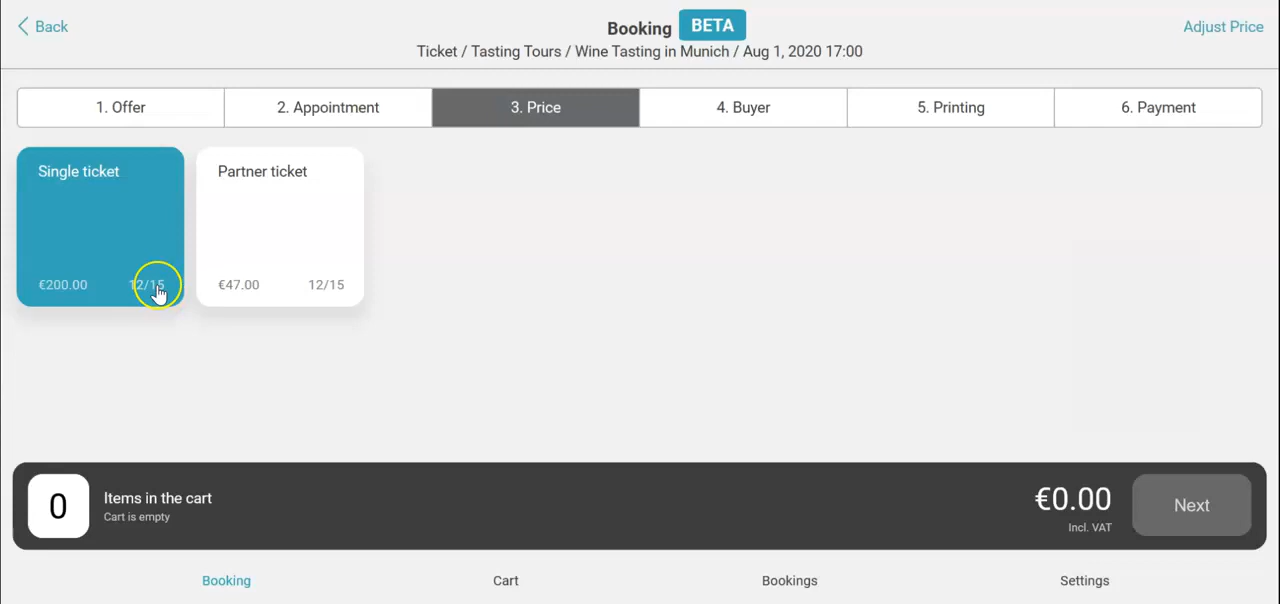 Back
Booking BETA
Adjust Price
Ticket / Tasting Tours / Wine Tasting in Munich / Aug 1, 2020 17:00
1. Offer
2. Appointment
3. Price
4. Buyer
5. Printing
6. Payment
Single ticket
€200.00 12/15
Partner ticket
€47.00 12/15
0
Items in the cart
Cart is empty
€0.00
Incl. VAT
Next
Booking
Cart
Bookings
Settings